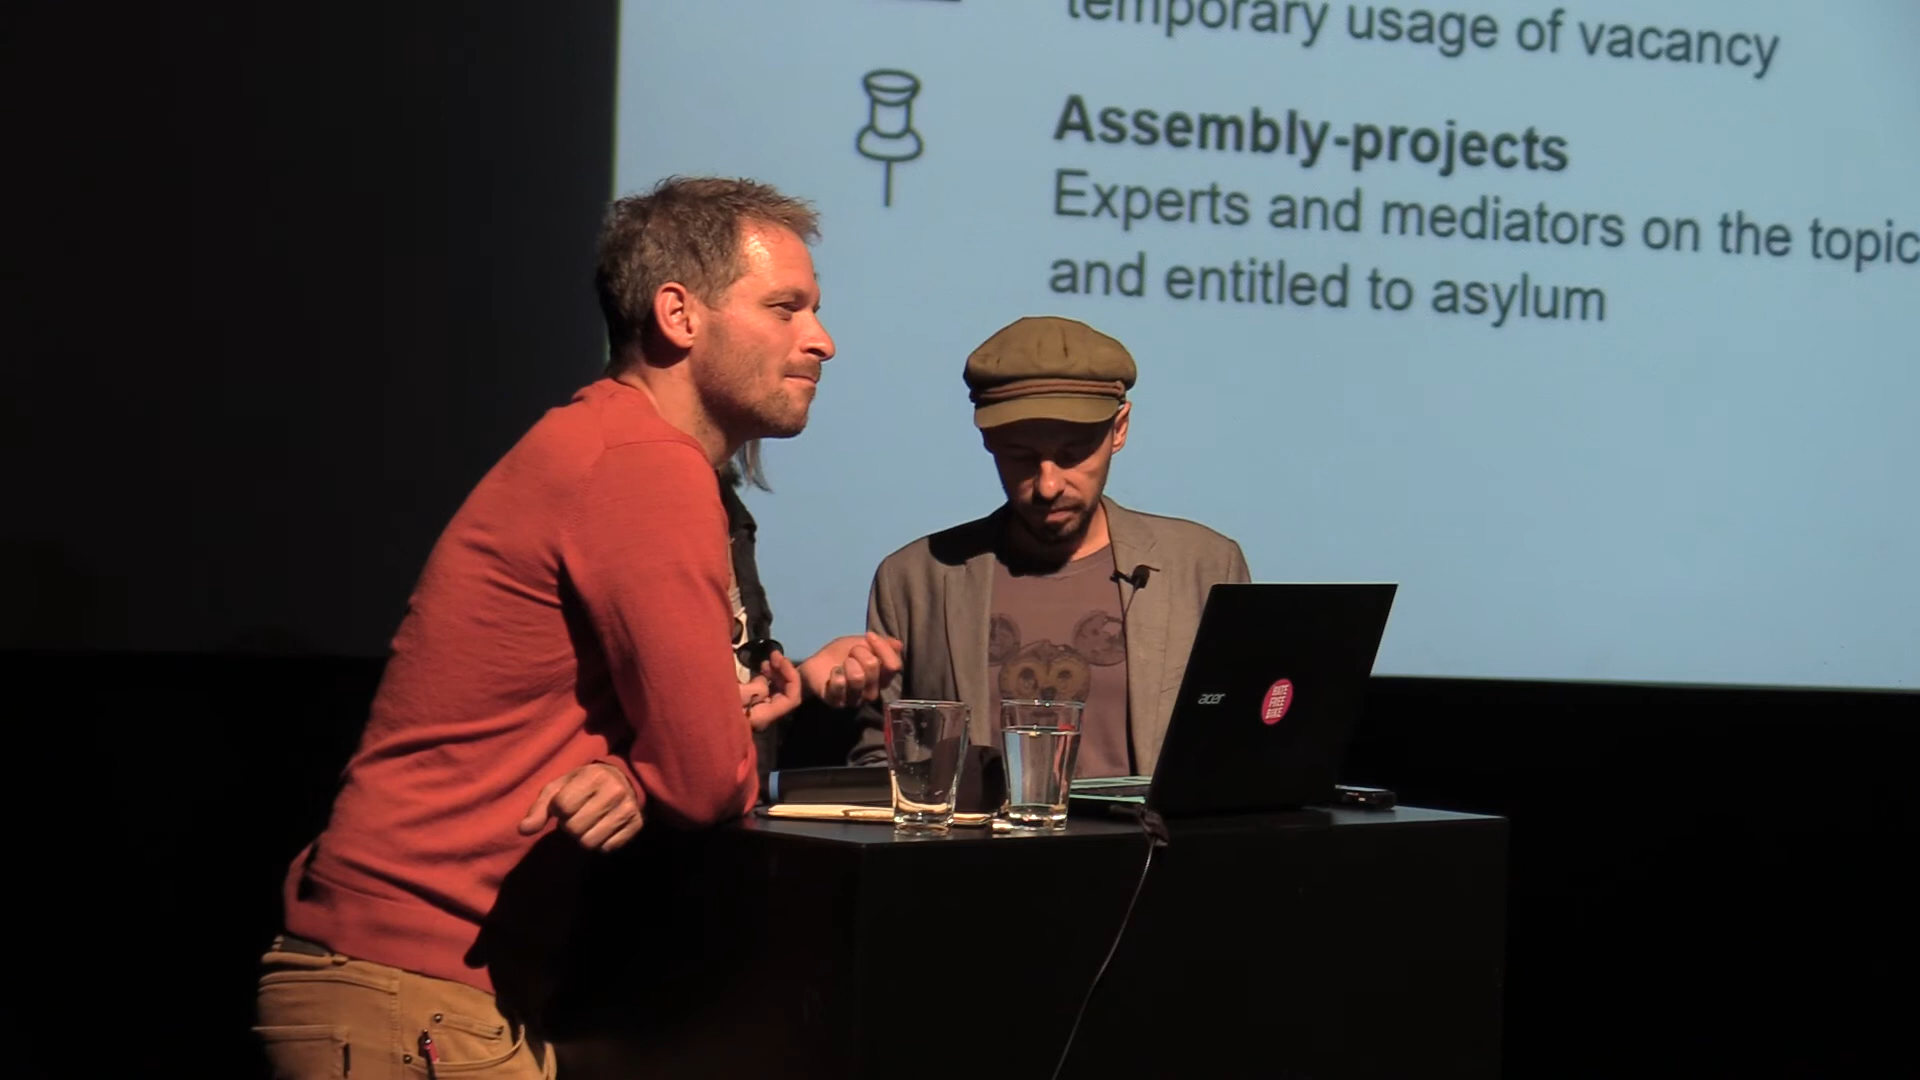 temporary usage of vacancy
Assembly-projects
Experts and mediators on the topic
and entitled to asylum
acer